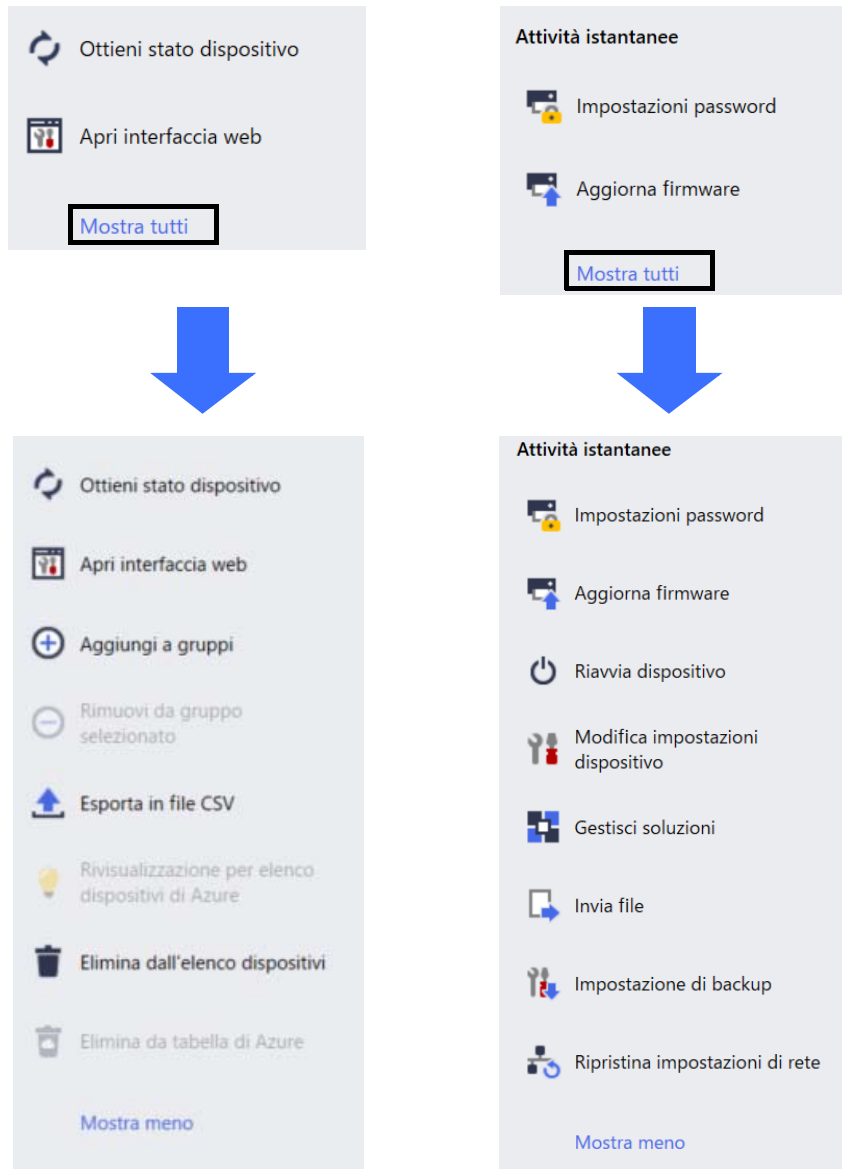 Ottieni stato dispositivo
Apri interfaccia web
Mostra tutti
Attività istantanee
Impostazioni password
Aggiorna firmware
Mostra tutti
Ottieni stato dispositivo
Apri interfaccia web
Aggiungi a gruppi
Rimuovi da gruppo
selezionato
Esporta in file CSV
Rivisualizzazione per elenco
dispositivi di Azure
Elimina dall'elenco dispositivi
Elimina da tabella di Azure
Mostra meno
Attività istantanee
Impostazioni password
Aggiorna firmware
Riavvia dispositivo
Modifica impostazioni
dispositivo
Gestisci soluzioni
Invia file
Impostazione di backup
Ripristina impostazioni di rete
Mostra meno